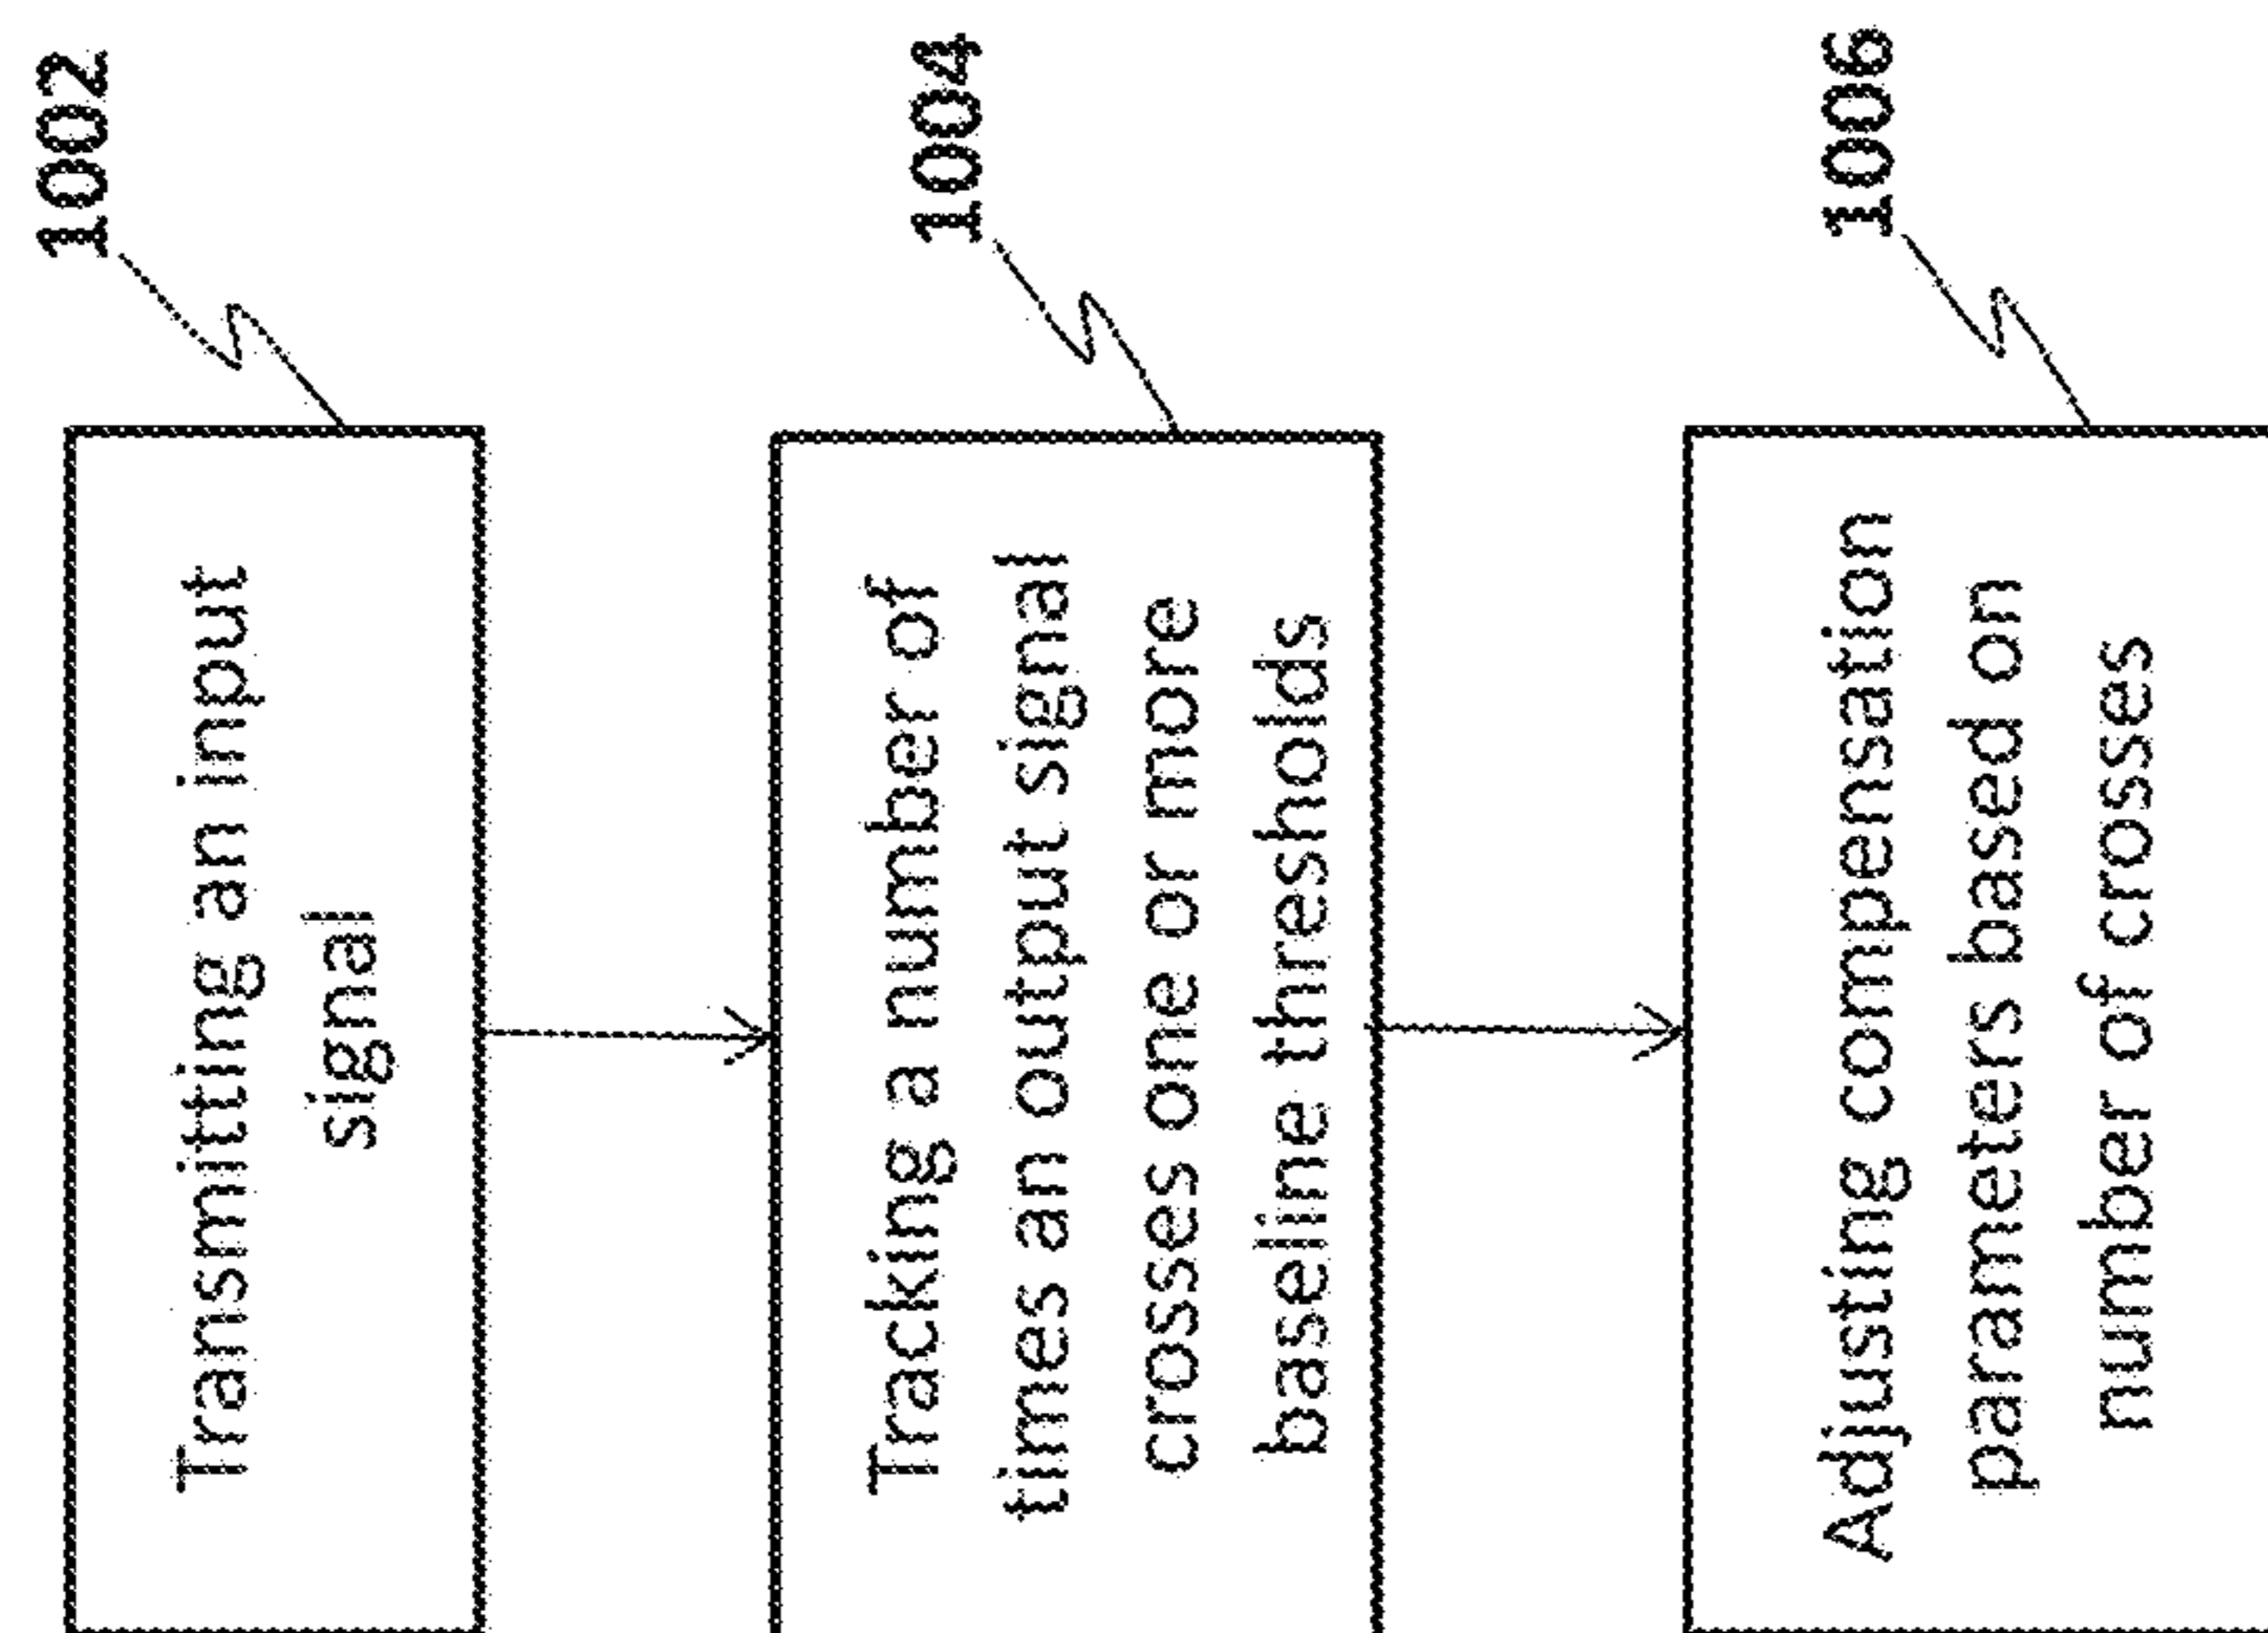 1002
Transmitting an input
signal
1004
Tracking a number of
times an output signal
crosses one or more
baseline thresholds
1006
Adjusting compensation
parameters based on
number of crosses